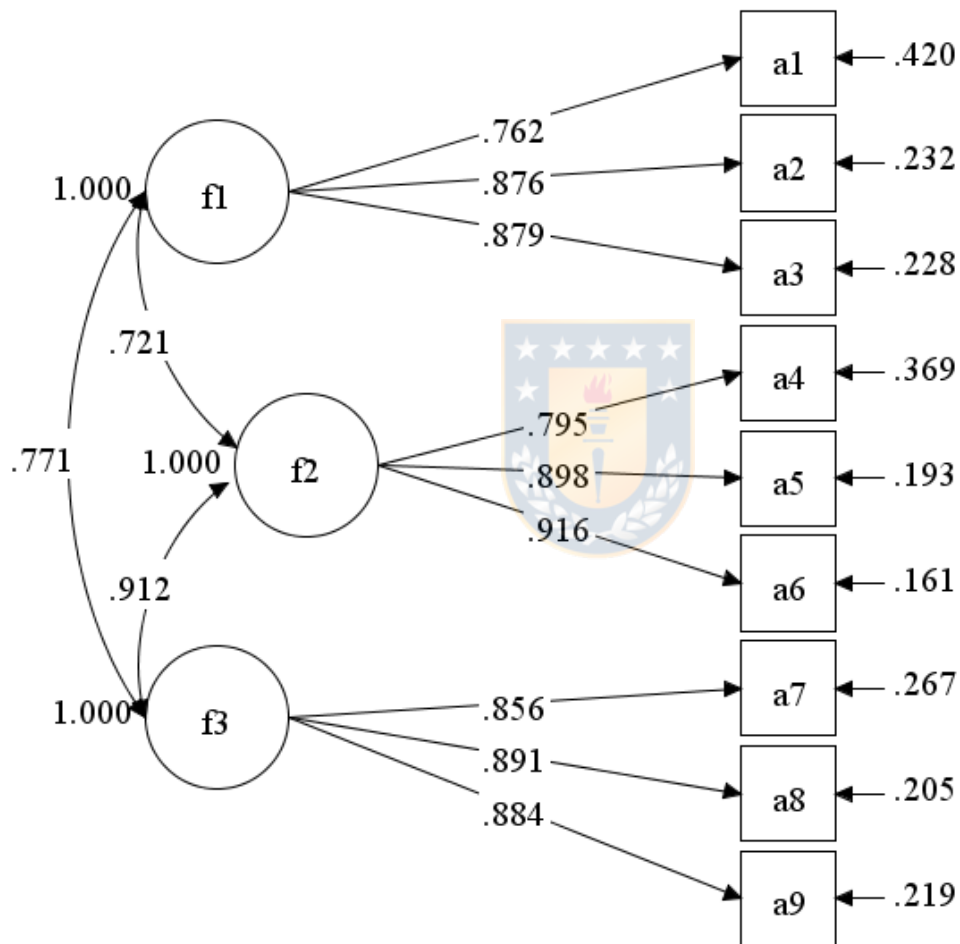 a1
.420
.762
a2
.232
1.000
f1
.876
a3
.228
.879
.721
a4
.369
.795
.771
1.000
f2
.898
a5
.193
.916
.912
a6
.161
a7
.267
1.000
f3
.856
.891
a8
.205
.884
a9
.219